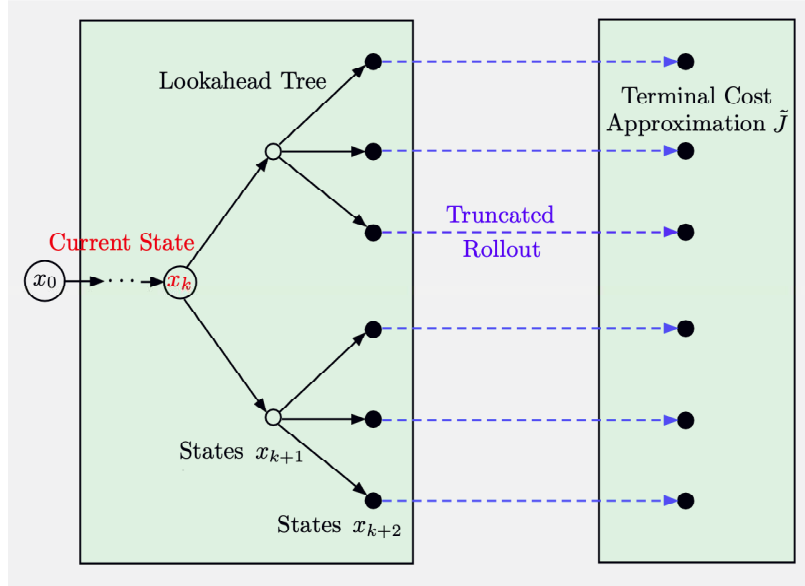 Lookahead Tree
Terminal Cost
Approximation J̃
Truncated
Rollout
Current State
x₀
···
xₖ
States xₖ₊₁
States xₖ₊₂